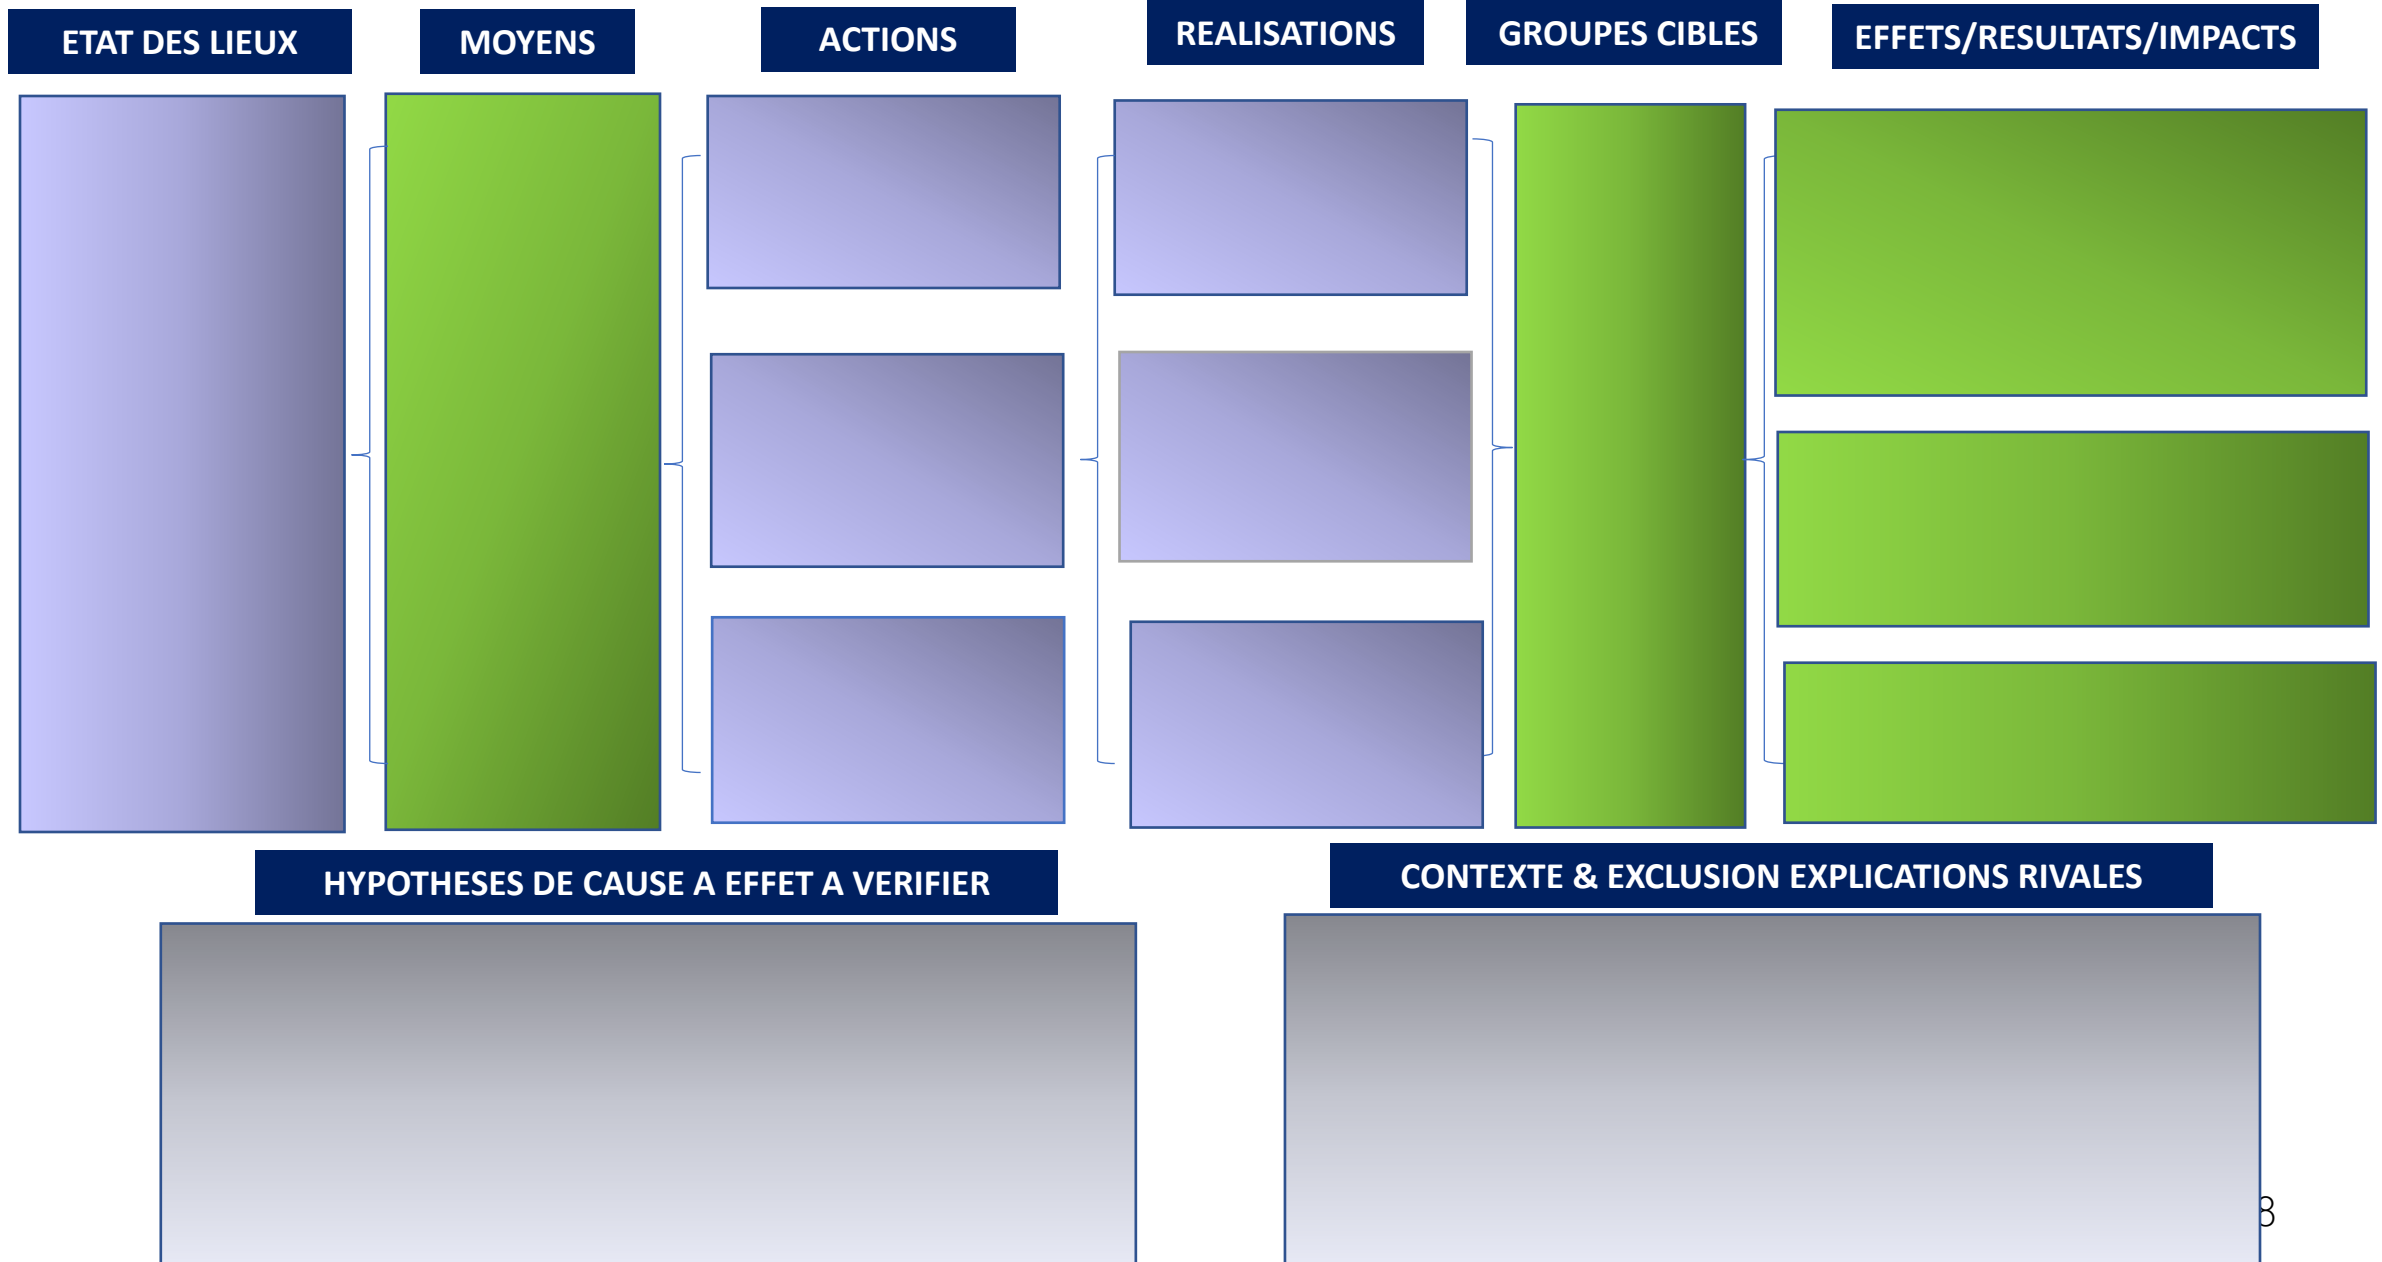 ETAT DES LIEUX
MOYENS
ACTIONS
REALISATIONS
GROUPES CIBLES
EFFETS/RESULTATS/IMPACTS
HYPOTHESES DE CAUSE A EFFET A VERIFIER
CONTEXTE & EXCLUSION EXPLICATIONS RIVALES